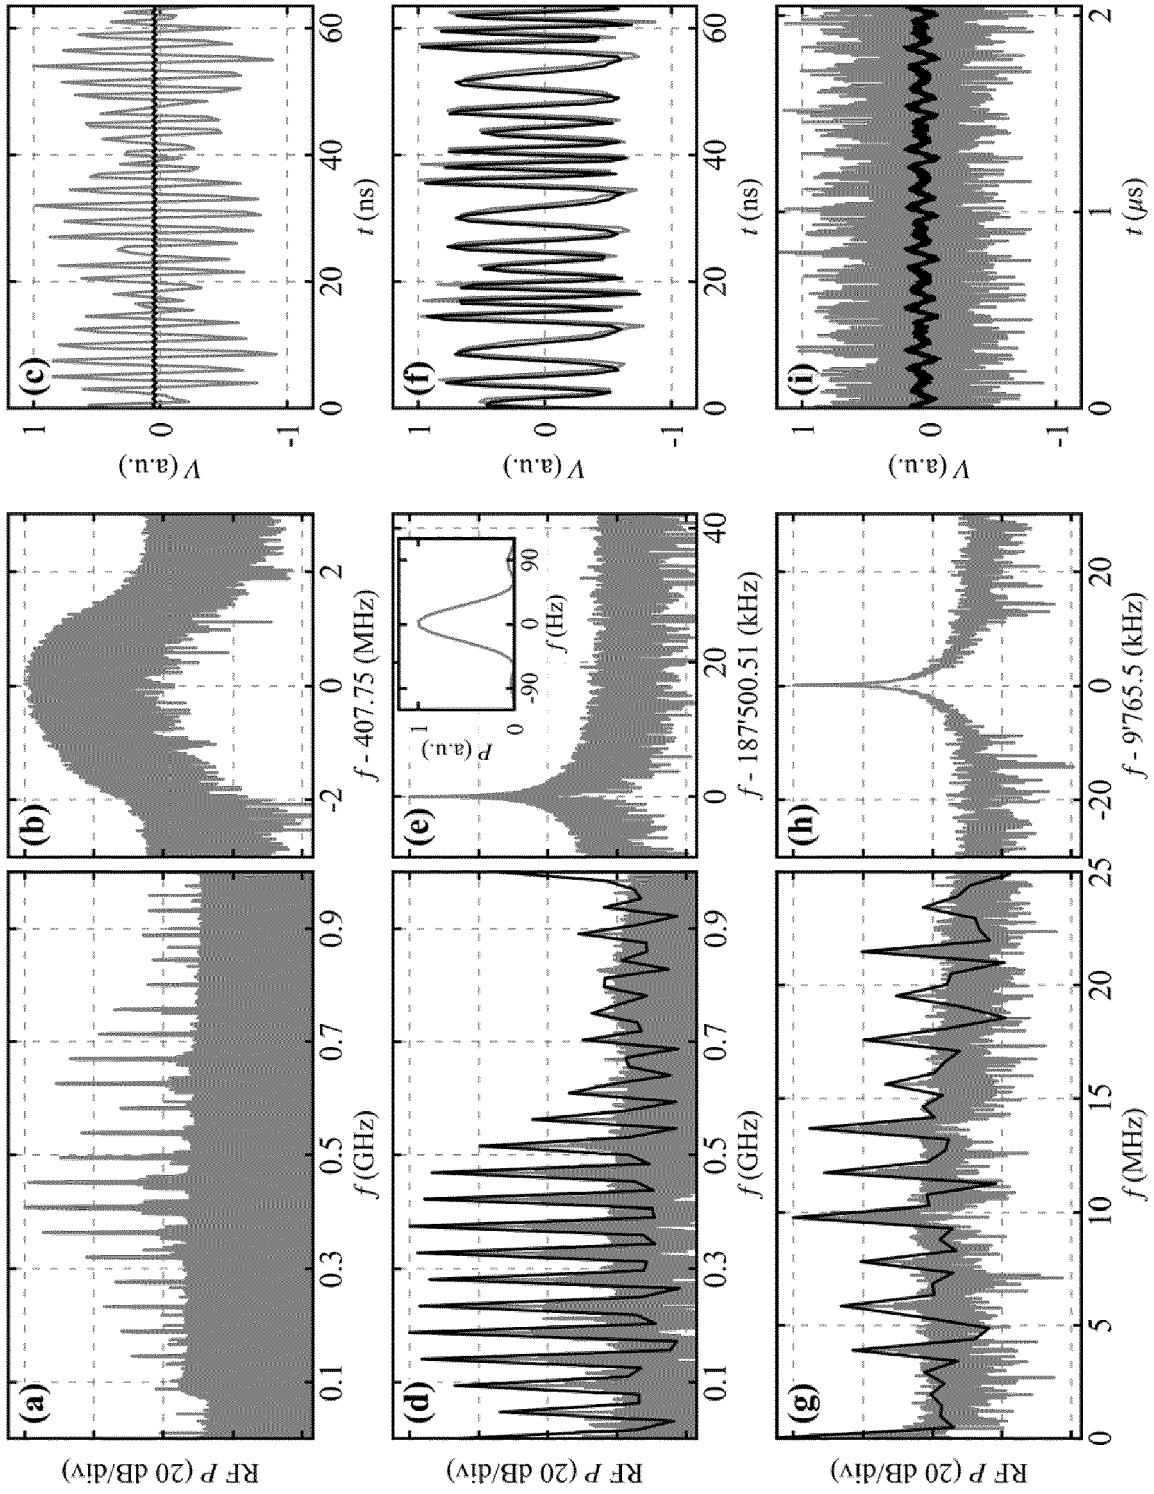 (a)
RF P (20 dB/div)
0.1 0.3 0.5 0.7 0.9
f (GHz)
(b)
-2 0 2
f - 407.75 (MHz)
(c)
V (a.u.)
1
0
-1
0 20 40 60
t (ns)
(d)
RF P (20 dB/div)
0.1 0.3 0.5 0.7 0.9
f (GHz)
(e)
P (a.u.)
1
0
-90 0 90
f (Hz)
0 20 40
f - 187'500.51 (kHz)
(f)
V (a.u.)
1
0
-1
0 20 40 60
t (ns)
(g)
RF P (20 dB/div)
0 5 10 15 20 25
f (MHz)
(h)
-20 0 20
f - 9'765.5 (kHz)
(i)
V (a.u.)
1
0
-1
0 1 2
t (μs)